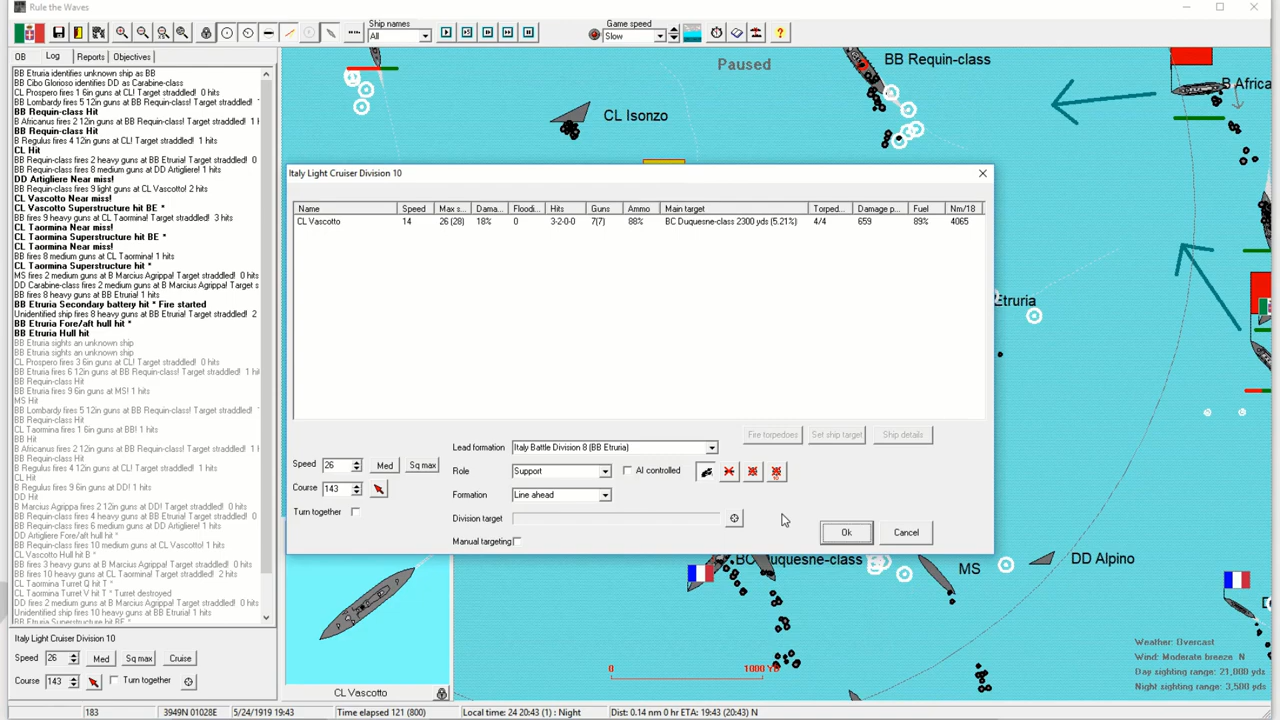 Rule the Waves
Ship names
All
Game speed
Slow
OB Log Reports Objectives
BB Etruria identifies unknown ship as BB
BB Cibo Glorioso identifies DD as Carabine-class
CL Prospero fires 1 6in guns at CL! Target straddled! 0 hits
BB Lombardy fires 5 12in guns at BB Requin-class! Target straddled!
BB Requin-class Hit
B Africanus fires 2 12in guns at BB Requin-class! Target straddled! 1 h
BB Requin-class Hit
B Regulus fires 4 12in guns at CL! Target straddled! 1 hits
CL Hit
BB Requin-class fires 2 heavy guns at BB Etruria! Target straddled! 0
BB Requin-class fires 8 medium guns at DD Artigliere! 1 hits
DD Artigliere Near miss!
BB Requin-class fires 9 light guns at CL Vascotto! 2 hits
CL Vascotto Near miss!
CL Vascotto Superstructure hit BE *
BB fires 9 heavy guns at CL Taormina! Target straddled! 3 hits
CL Taormina Near miss!
CL Taormina Superstructure hit BE *
CL Taormina Near miss!
BB fires 8 medium guns at CL Taormina! 1 hits
CL Taormina Superstructure hit *
MS fires 2 medium guns at B Marcius Agrippa! Target straddled! 0 hits
DD Carabine-class fires 2 medium guns at B Marcius Agrippa! Target s
BB fires 8 heavy guns at BB Etruria! 1 hits
BB Etruria Secondary battery hit * Fire started
Unidentified ship fires 8 heavy guns at BB Etruria! Target straddled! 2
BB Etruria Fore/aft hull hit *
BB Etruria Hull hit
BB Etruria sights an unknown ship
BB Etruria sights an unknown ship
CL Prospero fires 3 6in guns at CL! Target straddled! 0 hits
BB Etruria fires 6 12in guns at BB Requin-class! Target straddled! 1 hi
BB Requin-class Hit
BB Etruria fires 9 6in guns at MS! 1 hits
MS Hit
BB Lombardy fires 5 12in guns at BB Requin-class! Target straddled!
BB Requin-class Hit
CL Taormina fires 1 6in guns at BB! 1 hits
BB Hit
B Africanus fires 2 12in guns at BB Requin-class! Target straddled! 1 h
BB Requin-class Hit
B Regulus fires 4 12in guns at CL! Target straddled! 1 hits
CL Hit
B Regulus fires 9 6in guns at DD! 1 hits
DD Hit
B Marcius Agrippa fires 2 12in guns at DD! Target straddled! 0 hits
BB Requin-class fires 4 heavy guns at BB Etruria! Target straddled! 0
BB Requin-class fires 6 medium guns at DD Artigliere! 1 hits
DD Artigliere Fore/aft hull hit *
BB Requin-class fires 10 medium guns at CL Vascotto! 1 hits
CL Vascotto Hull hit B *
BB fires 3 heavy guns at BB Etruria! Target straddled! 0 hits
BB fires 10 heavy guns at CL Taormina! Target straddled! 2 hits
CL Taormina Turret Q hit T *
CL Taormina Turret V hit T * Turret destroyed
DD fires 2 medium guns at B Marcius Agrippa! Target straddled! 0 hits
Unidentified ship fires 10 heavy guns at BB Etruria! 1 hits
BB Etruria Superstructure hit BE *
Italy Light Cruiser Division 10
Speed 26 Med Sq max Cruise
Course 143 Turn together
Paused
BB Requin-class
B Africa
CL Isonzo
Etruria
BC Duquesne-class
MS
DD Alpino
Italy Light Cruiser Division 10
Name Speed Max s... Dama... Floodi... Hits Guns Ammo Main target Torped... Damage p... Fuel Nm/18
CL Vascotto 14 26 (28) 18% 0 3-2-0-0 7(7) 88% BC Duquesne-class 2300 yds (5.21%) 4/4 659 89% 4065
Fire torpedoes Set ship target Ship details
Lead formation Italy Battle Division 8 (BB Etruria)
Speed 26 Med Sq max
Role Support AI controlled
Course 143
Formation Line ahead
Turn together
Division target
Ok Cancel
Manual targeting
CL Vascotto
0 1000 Y
Weather: Overcast
Wind: Moderate breeze N
Day sighting range: 21,000 yds
Night sighting range: 3,500 yds
183 3949N 01028E 5/24/1919 19:43 Time elapsed 121 (800) Local time: 24 20:43 (1) : Night Dist: 0.14 nm 0 hr ETA: 19:43 (20:43) N